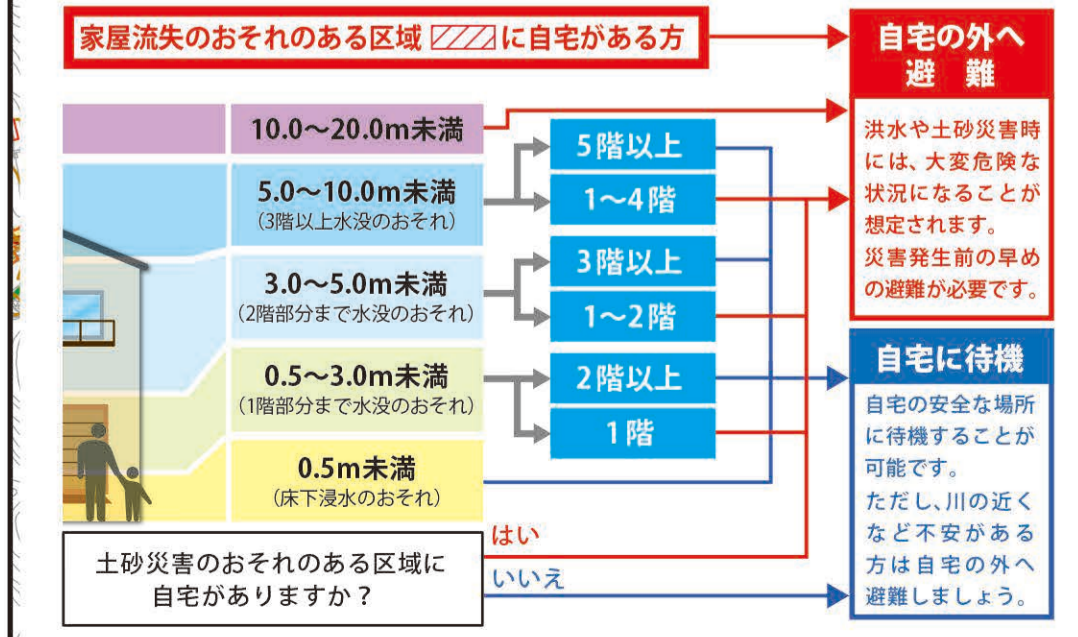 家屋流失のおそれのある区域 に自宅がある方
自宅の外へ
避　難
洪水や土砂災害時
には、大変危険な
状況になることが
想定されます。
災害発生前の早め
の避難が必要です。
10.0〜20.0m未満
5.0〜10.0m未満
（3階以上水没のおそれ）
5階以上
1〜4階
3.0〜5.0m未満
（2階部分まで水没のおそれ）
3階以上
1〜2階
0.5〜3.0m未満
（1階部分まで水没のおそれ）
2階以上
1階
0.5m未満
（床下浸水のおそれ）
自宅に待機
自宅の安全な場所
に待機することが
可能です。
ただし、川の近く
など不安がある
方は自宅の外へ
避難しましょう。
土砂災害のおそれのある区域に
自宅がありますか？
はい
いいえ